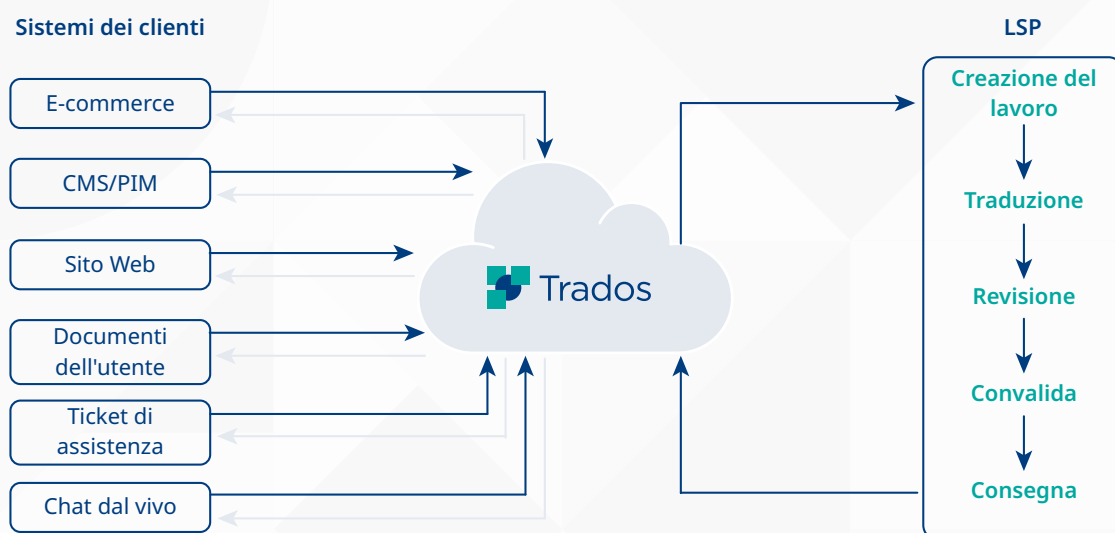 Sistemi dei clienti
E-commerce
CMS/PIM
Sito Web
Documenti
dell'utente
Ticket di
assistenza
Chat dal vivo
Trados
LSP
Creazione del
lavoro
Traduzione
Revisione
Convalida
Consegna